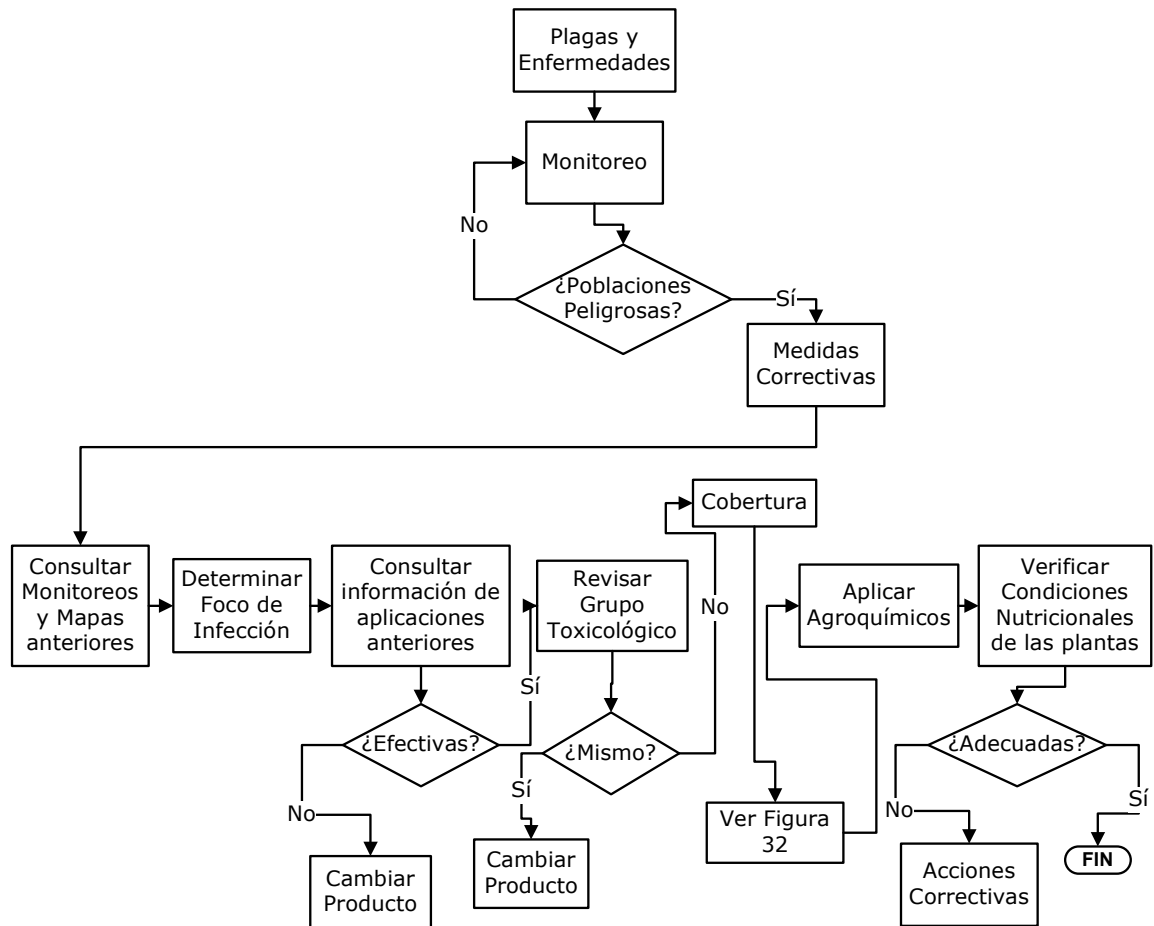 Plagas y
Enfermedades
Monitoreo
No
¿Poblaciones
Peligrosas?
Sí
Medidas
Correctivas
Consultar
Monitoreos
y Mapas
anteriores
Determinar
Foco de
Infección
Consultar
información de
aplicaciones
anteriores
¿Efectivas?
No
Cambiar
Producto
Sí
Revisar
Grupo
Toxicológico
¿Mismo?
Sí
Cambiar
Producto
No
Cobertura
Ver Figura
32
Aplicar
Agroquímicos
Verificar
Condiciones
Nutricionales
de las plantas
¿Adecuadas?
No
Acciones
Correctivas
Sí
FIN